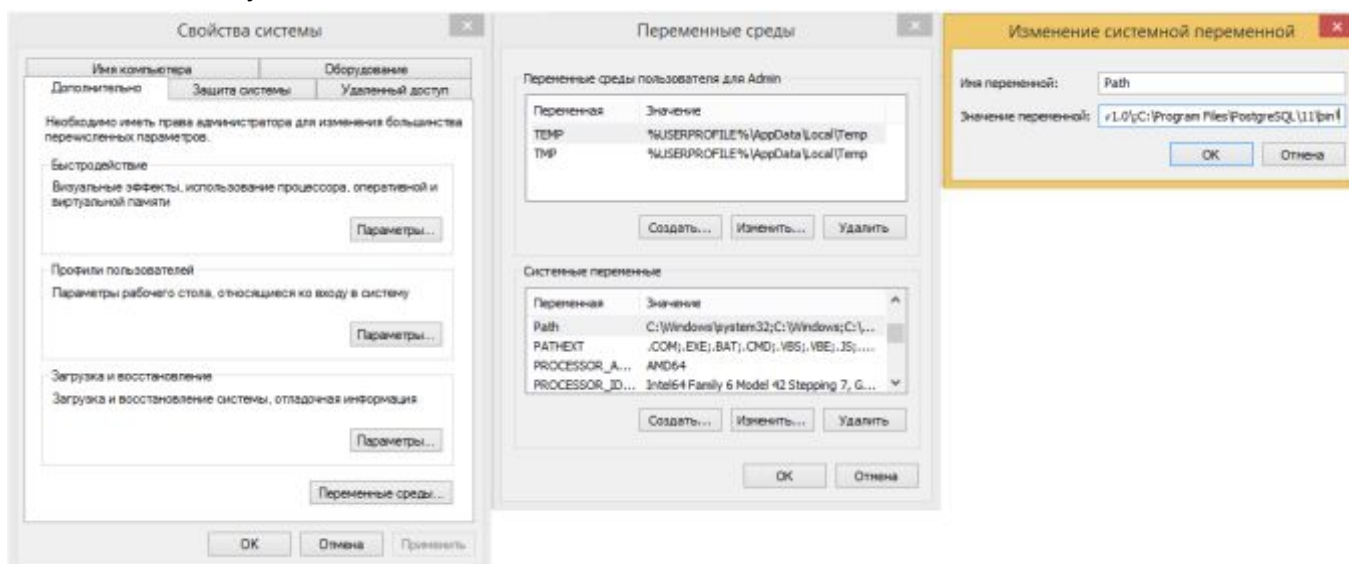 Свойства системы
Имя компьютера
Оборудование
Дополнительно
Защита системы
Удаленный доступ
Необходимо иметь права администратора для изменения большинства
перечисленных параметров.
Быстродействие
Визуальные эффекты, использование процессора, оперативной и
виртуальной памяти
Параметры...
Профили пользователей
Параметры рабочего стола, относящиеся ко входу в систему
Параметры...
Загрузка и восстановление
Загрузка и восстановление системы, отладочная информация
Параметры...
Переменные среды...
ОК
Отмена
Применить
Переменные среды
Переменные среды пользователя для Admin
Переменная Значение
TEMP %USERPROFILE%\AppData\Local\Temp
TMP %USERPROFILE%\AppData\Local\Temp
Создать... Изменить... Удалить
Системные переменные
Переменная Значение
Path C:\Windows\system32;C:\Windows;C:\...
PATHEXT .COM;.EXE;.BAT;.CMD;.VBS;.VBE;.JS;....
PROCESSOR_A... AMD64
PROCESSOR_ID... Intel64 Family 6 Model 42 Stepping 7, G...
Создать... Изменить... Удалить
ОК Отмена
Изменение системной переменной
Имя переменной: Path
Значение переменной: v1.0\;C:\Program Files\PostgreSQL\11\bin\
ОК Отмена